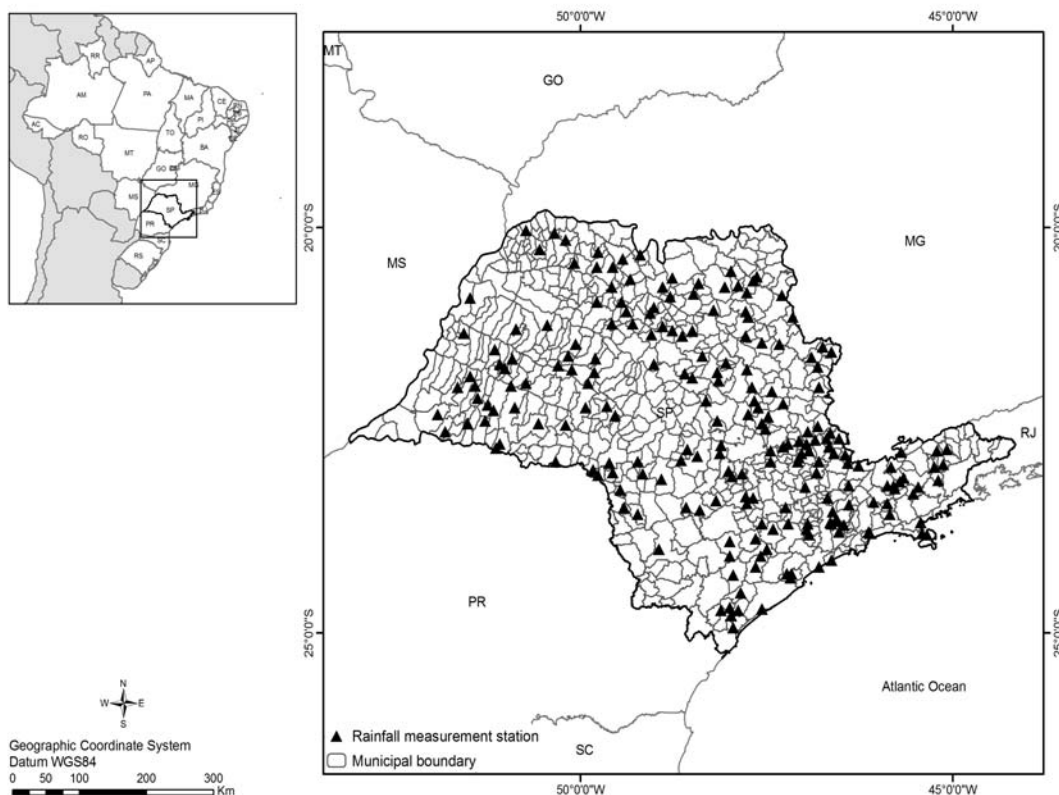 RR
AP
AM
PA
MA
CE
PI
AC
RO
TO
MT
BA
GO
MG
MS
SP
PR
SC
RS
50°0'0"W
45°0'0"W
MT
GO
20°0'0"S
20°0'0"S
MS
MG
SP
RJ
PR
25°0'0"S
25°0'0"S
Atlantic Ocean
N
W E
S
Rainfall measurement station
Municipal boundary
SC
Geographic Coordinate System
Datum WGS84
0 50 100 200 300
Km
50°0'0"W
45°0'0"W